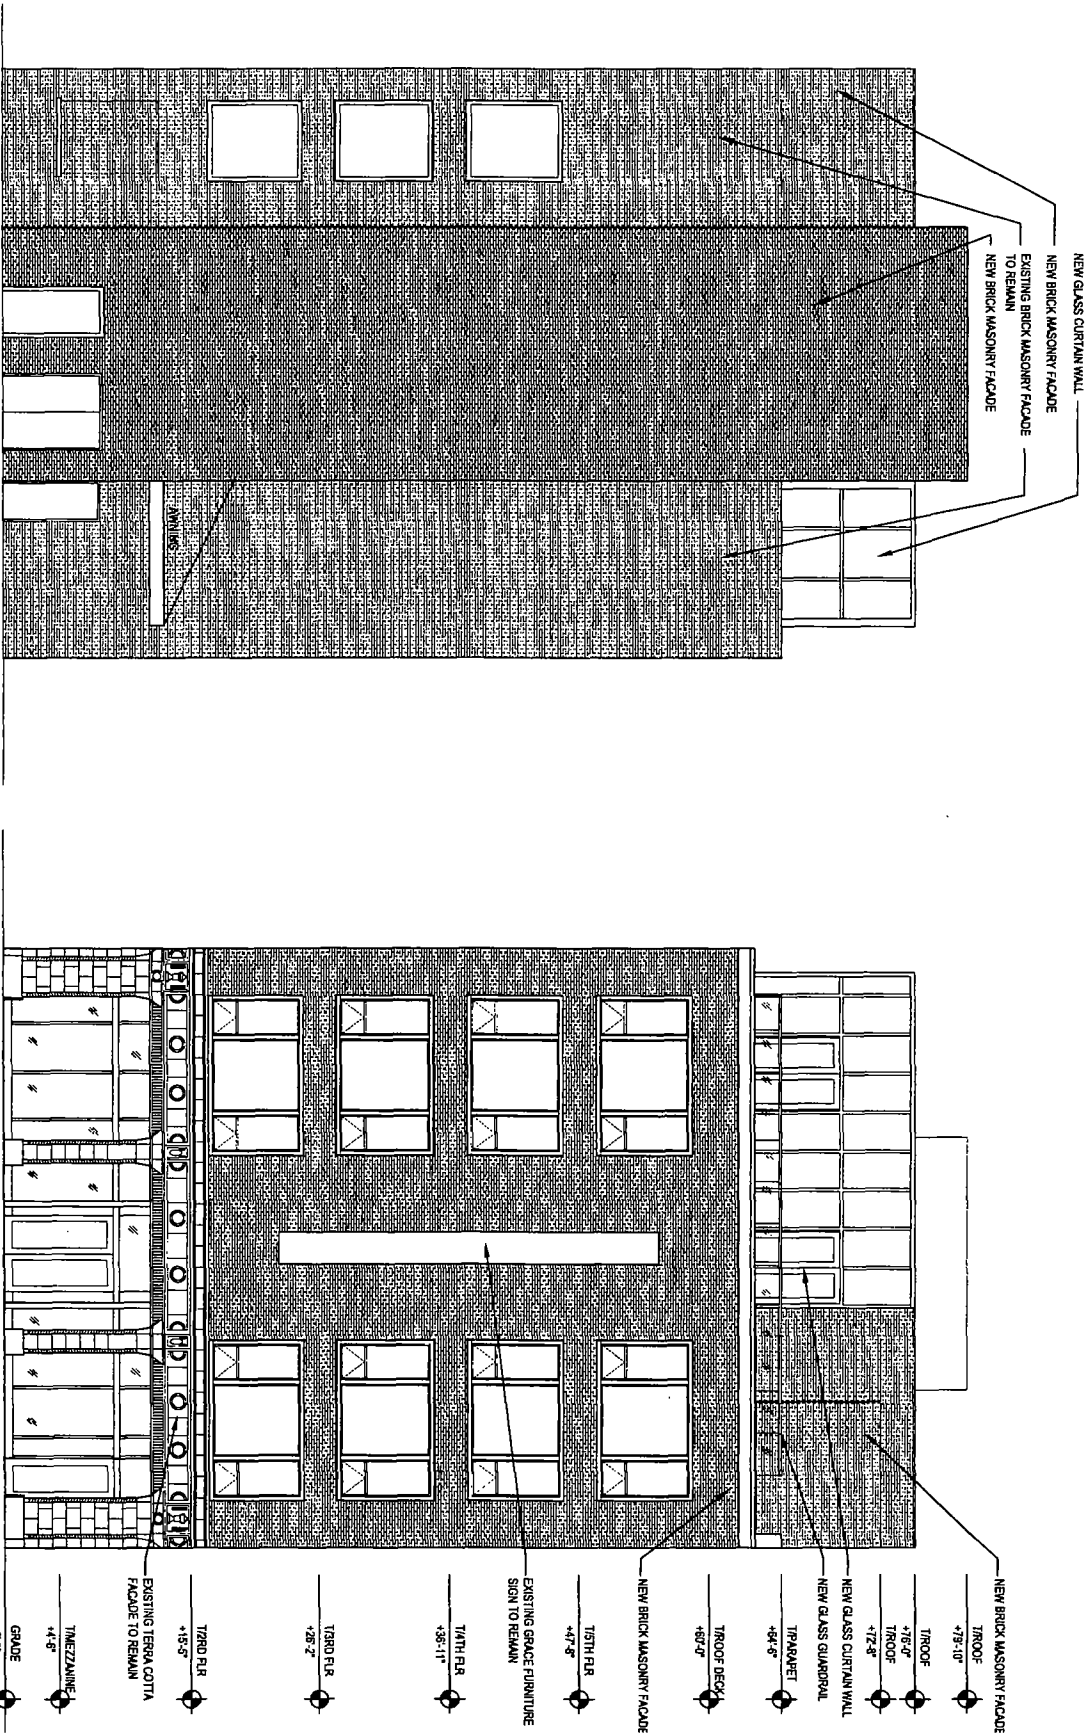 NEW GLASS CURTAIN WALL
NEW BRICK MASONRY FACADE
EXISTING BRICK MASONRY FACADE
TO REMAIN
NEW BRICK MASONRY FACADE
AWNING
NEW BRICK MASONRY FACADE
NEW GLASS CURTAIN WALL
NEW GLASS GUARDRAIL
NEW BRICK MASONRY FACADE
EXISTING GRACE FURNITURE
SIGN TO REMAIN
EXISTING TERRA COTTA
FACADE TO REMAIN
T/ROOF
+79'-10"
T/ROOF
+76'-0"
T/ROOF
+72'-8"
T/PARAPET
+64'-6"
T/ROOF DECK
+60'-0"
T/5TH FLR
+47'-8"
T/4TH FLR
+36'-11"
T/3RD FLR
+26'-2"
T/2RD FLR
+15'-5"
T/MEZZANINE
+4'-6"
GRADE